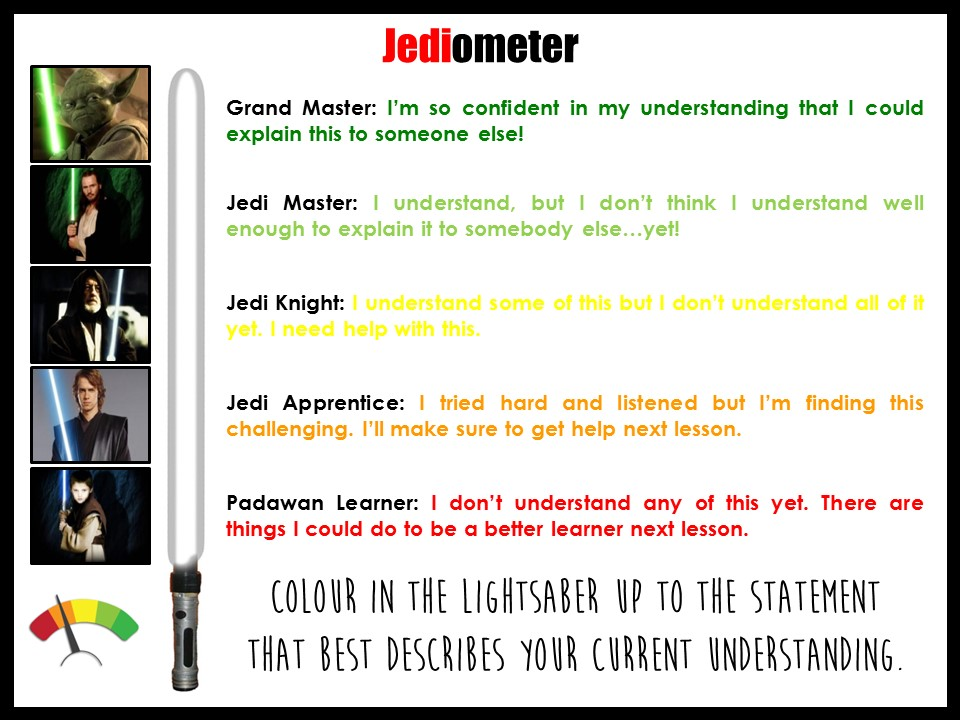 Jediometer
Grand Master: I’m so confident in my understanding that I could
explain this to someone else!
Jedi Master: I understand, but I don’t think I understand well
enough to explain it to somebody else…yet!
Jedi Knight: I understand some of this but I don’t understand all of it
yet. I need help with this.
Jedi Apprentice: I tried hard and listened but I’m finding this
challenging. I’ll make sure to get help next lesson.
Padawan Learner: I don’t understand any of this yet. There are
things I could do to be a better learner next lesson.
COLOUR IN THE LIGHTSABER UP TO THE STATEMENT
THAT BEST DESCRIBES YOUR CURRENT UNDERSTANDING.